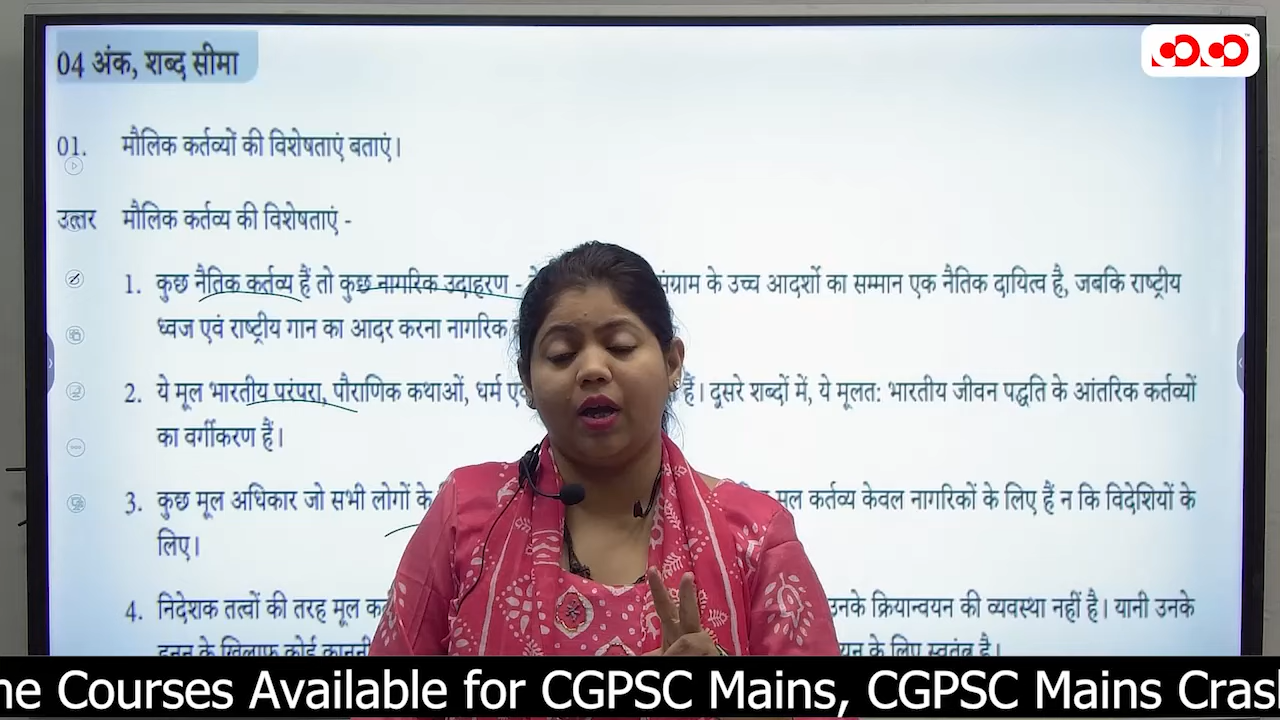 04 अंक, शब्द सीमा
01. मौलिक कर्तव्यों की विशेषताएं बताएं।
उत्तर मौलिक कर्तव्य की विशेषताएं -
1. कुछ नैतिक कर्तव्य हैं तो कुछ नागरिक उदाहरण - के उच्च आदर्शो का सम्मान एक नैतिक दायित्व है, जबकि राष्ट्रीय
ध्वज एवं राष्ट्रीय गान का आदर करना नागरिक
2. ये मूल भारतीय परंपरा, पौराणिक कथाओं, धर्म हैं। दूसरे शब्दों में, ये मूलत: भारतीय जीवन पद्धति के आंतरिक कर्तव्यों
का वर्गीकरण हैं।
3. कुछ मूल अधिकार जो सभी लोगों के मूल कर्तव्य केवल नागरिकों के लिए हैं न कि विदेशियों के
लिए।
4. निदेशक तत्वों की तरह मूल उनके क्रियान्वयन की व्यवस्था नहीं है। यानी उनके
हनन के खिलाफ कोई के लिए स्वतंत्र है।
Courses Available for CGPSC Mains, CGPSC Mains